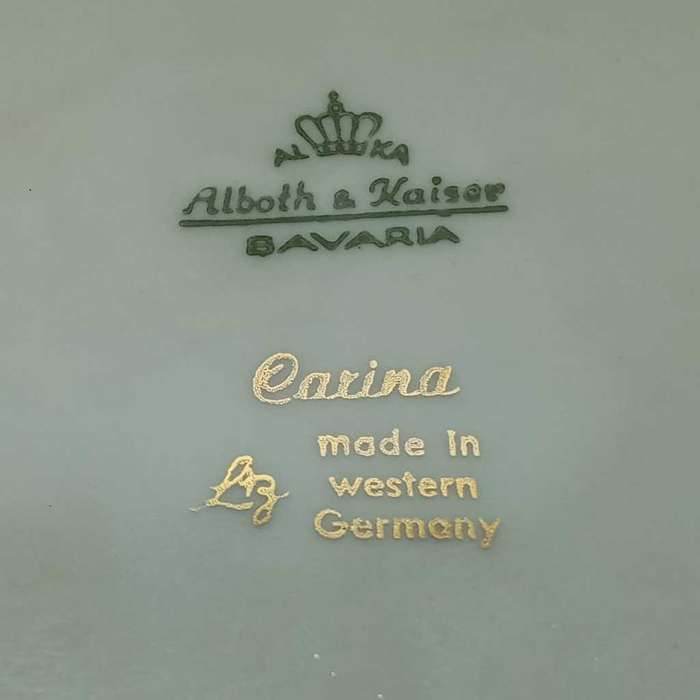 AL KA
Alboth & Kaiser
BAVARIA
Carina
made in
western
Germany